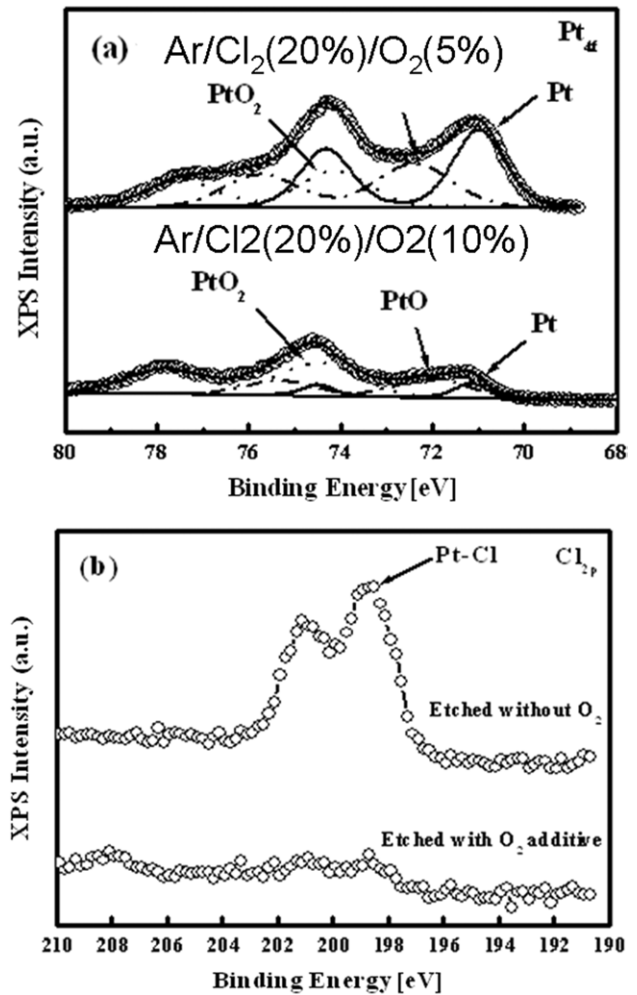 (a)
Pt4f
Ar/Cl2(20%)/O2(5%)
PtO2
Pt
Ar/Cl2(20%)/O2(10%)
PtO2
PtO
Pt
XPS Intensity (a.u.)
80 78 76 74 72 70 68
Binding Energy [eV]
(b)
Pt-Cl
Cl2P
Etched without O2
Etched with O2 additive
XPS Intensity (a.u.)
210 208 206 204 202 200 198 196 194 192 190
Binding Energy [eV]